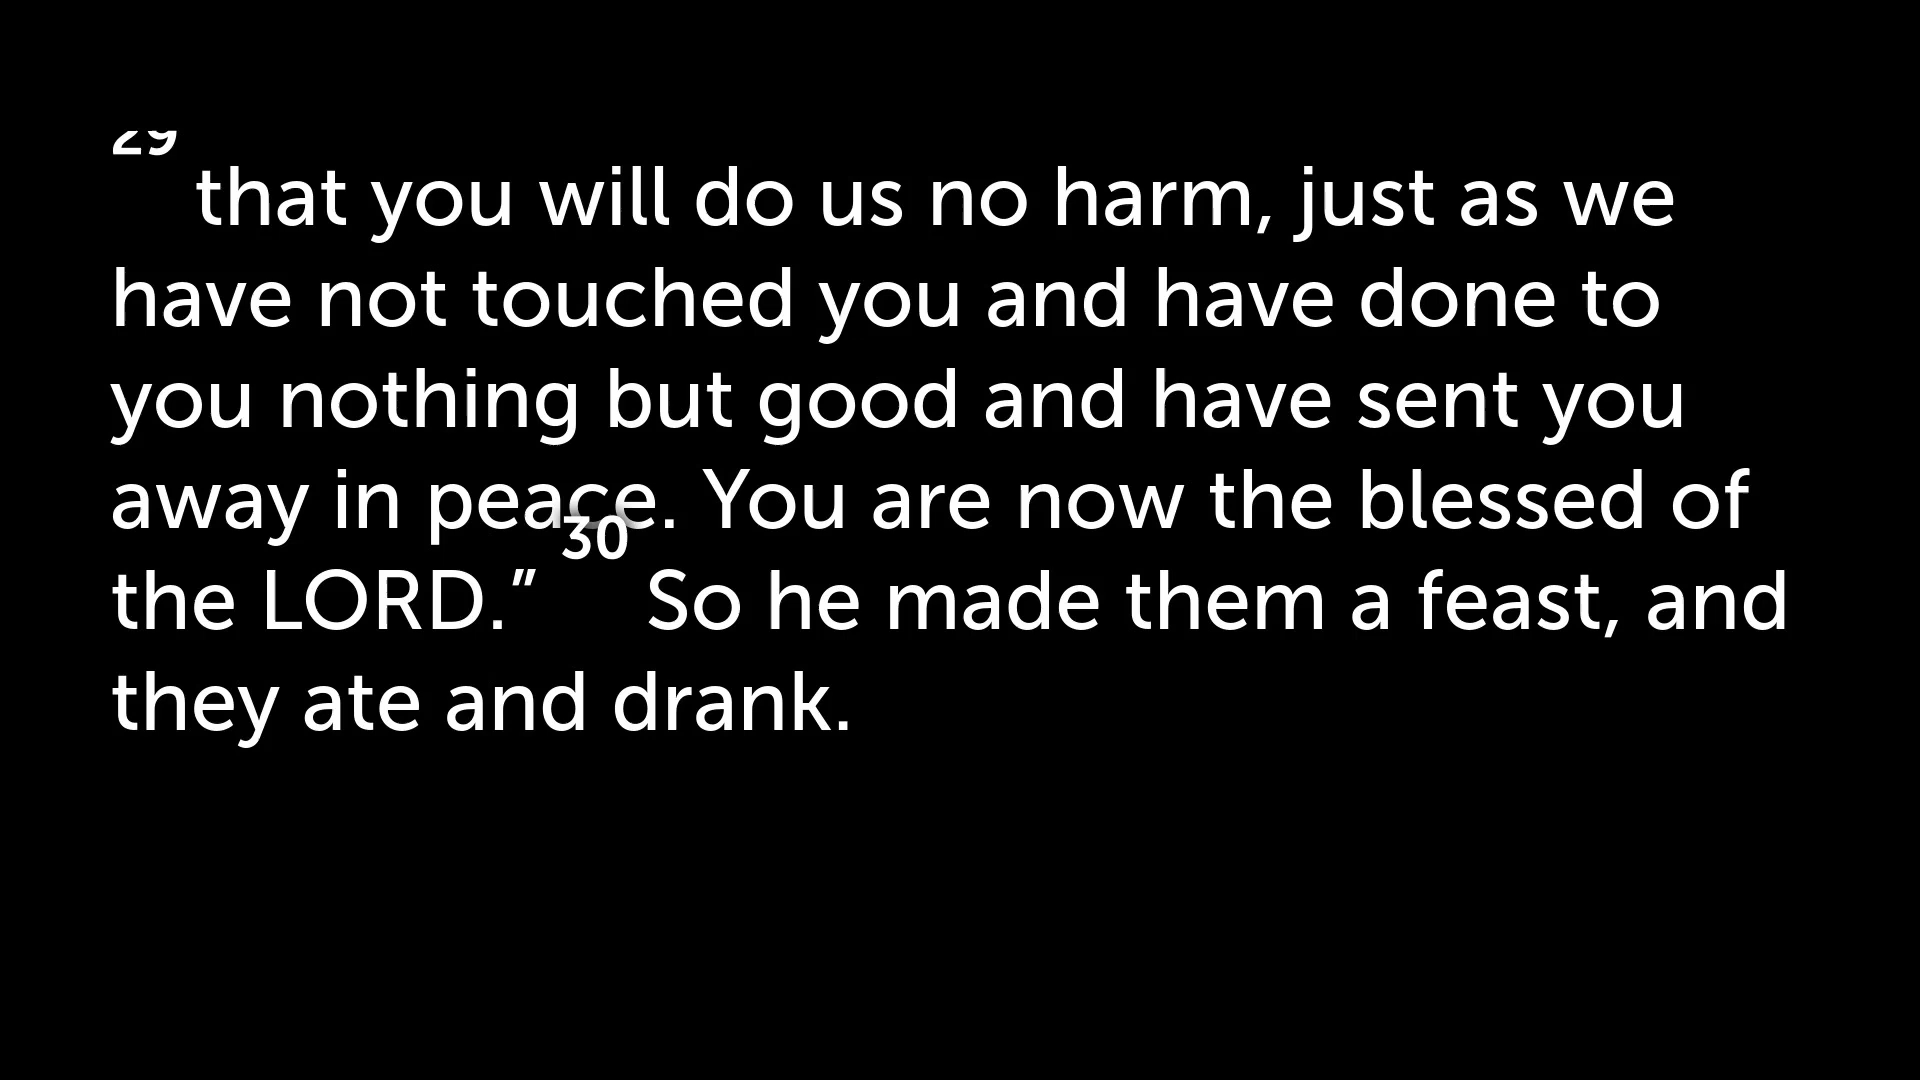 29 that you will do us no harm, just as we
have not touched you and have done to
you nothing but good and have sent you
away in peace. You are now the blessed of
the LORD.” 30 So he made them a feast, and
they ate and drank.